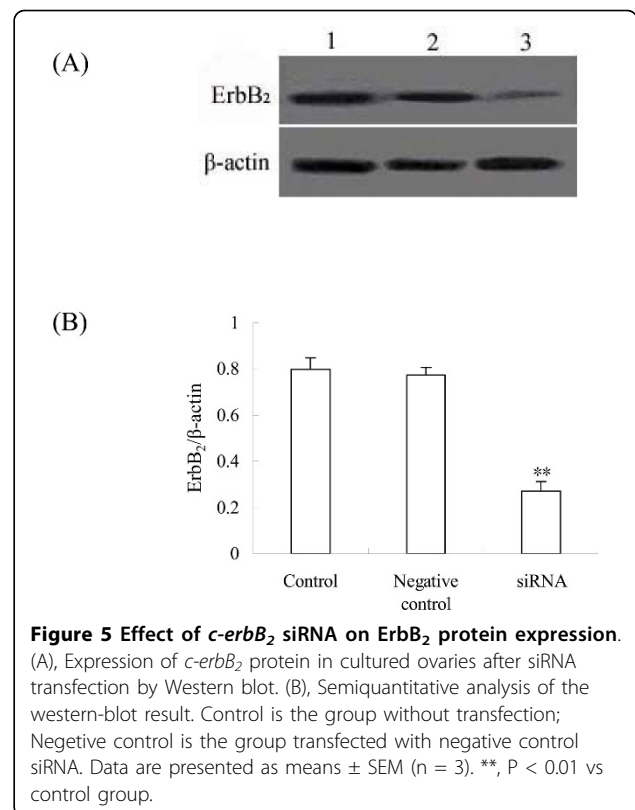 (A)
1 2 3
ErbB₂
β-actin
(B)
1
0.8
0.6
0.4
0.2
0
ErbB₂/β-actin
**
Control
Negative
control
siRNA
Figure 5 Effect of c-erbB₂ siRNA on ErbB₂ protein expression.
(A), Expression of c-erbB₂ protein in cultured ovaries after siRNA
transfection by Western blot. (B), Semiquantitative analysis of the
western-blot result. Control is the group without transfection;
Negetive control is the group transfected with negative control
siRNA. Data are presented as means ± SEM (n = 3). **, P < 0.01 vs
control group.